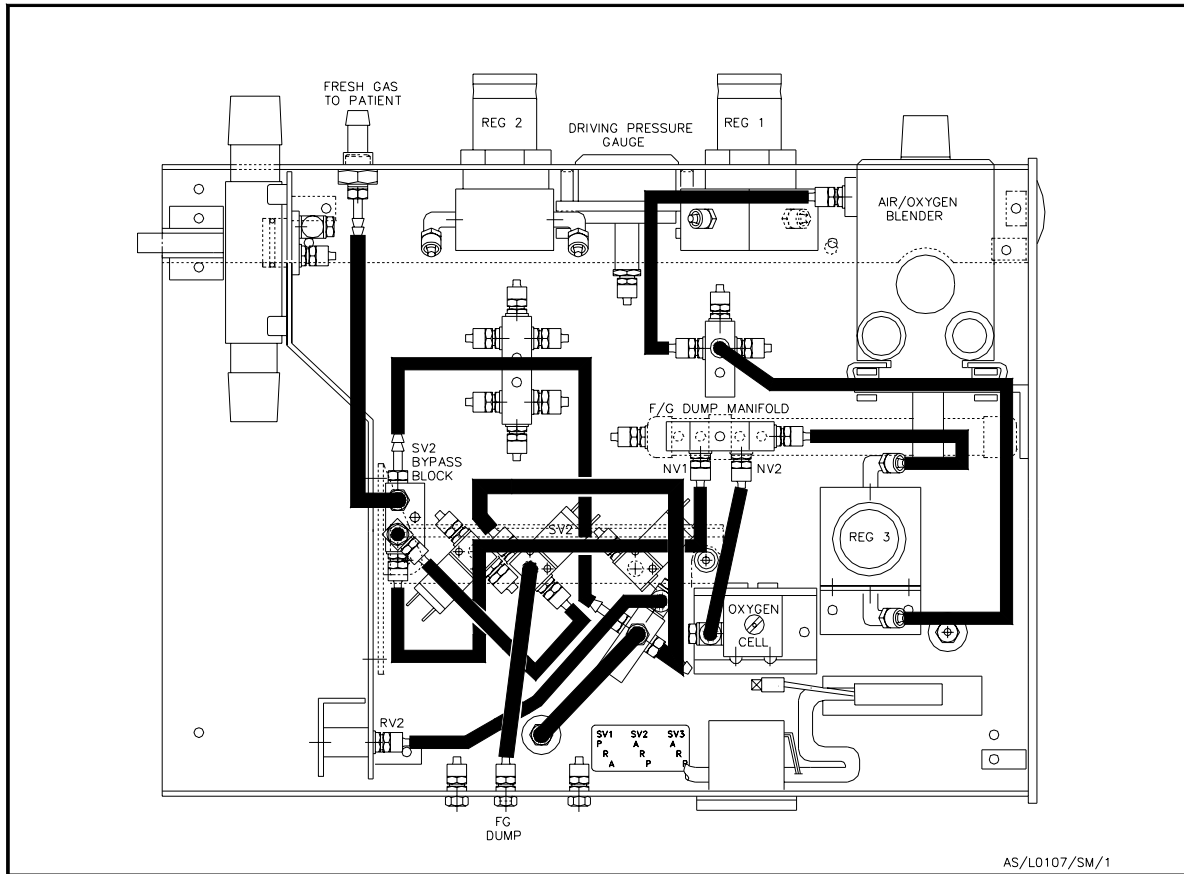 FRESH GAS
TO PATIENT
REG 2
DRIVING PRESSURE
GAUGE
REG 1
AIR/OXYGEN
BLENDER
F/G DUMP MANIFOLD
SV2
BYPASS
BLOCK
NV1
NV2
SV2
REG 3
OXYGEN
CELL
RV2
SV1 SV2 SV3
P A A
R R R
A P P
FG
DUMP
AS/L0107/SM/1